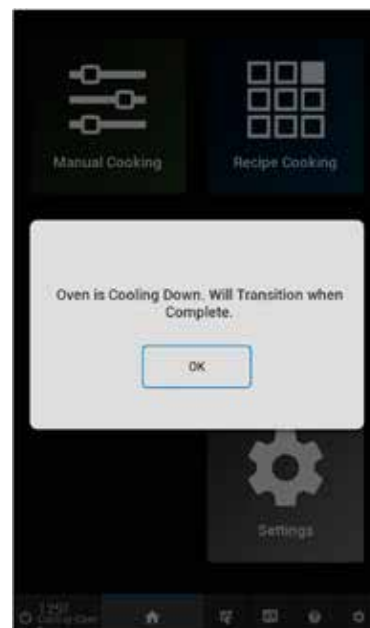 Manual Cooking
Recipe Cooking
Oven is Cooling Down. Will Transition when
Complete.
OK
Settings